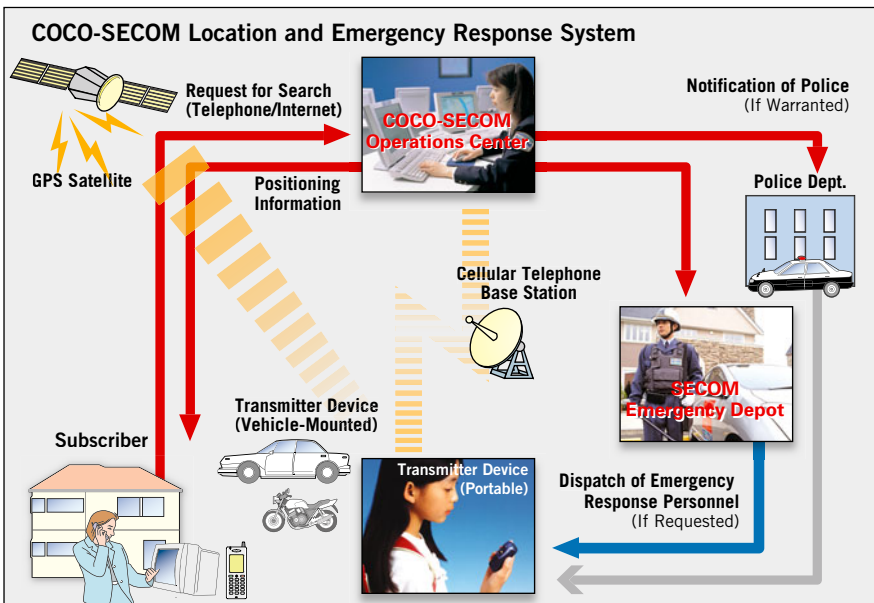 COCO-SECOM Location and Emergency Response System
Request for Search
(Telephone/Internet)
COCO-SECOM
Operations Center
Notification of Police
(If Warranted)
GPS Satellite
Positioning
Information
Police Dept.
Cellular Telephone
Base Station
SECOM
Emergency Depot
Transmitter Device
(Vehicle-Mounted)
Subscriber
Transmitter Device
(Portable)
Dispatch of Emergency
Response Personnel
(If Requested)